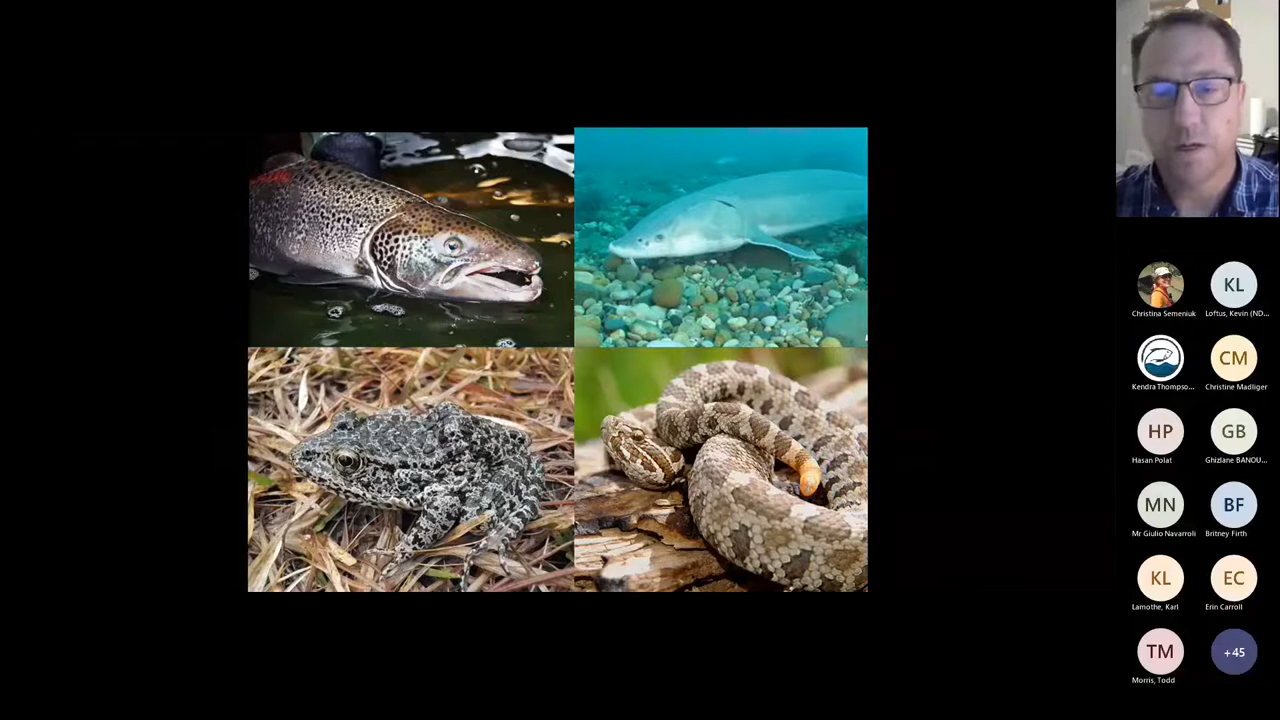 KL
Christina Semeniuk
Loftus, Kevin (ND...
CM
Kendra Thompso...
Christine Madliger
HP
GB
Hasan Polat
Ghizlane BANOU...
MN
BF
Mr Giulio Navarroli
Britney Firth
KL
EC
Lamothe, Karl
Erin Carroll
TM
+45
Morris, Todd